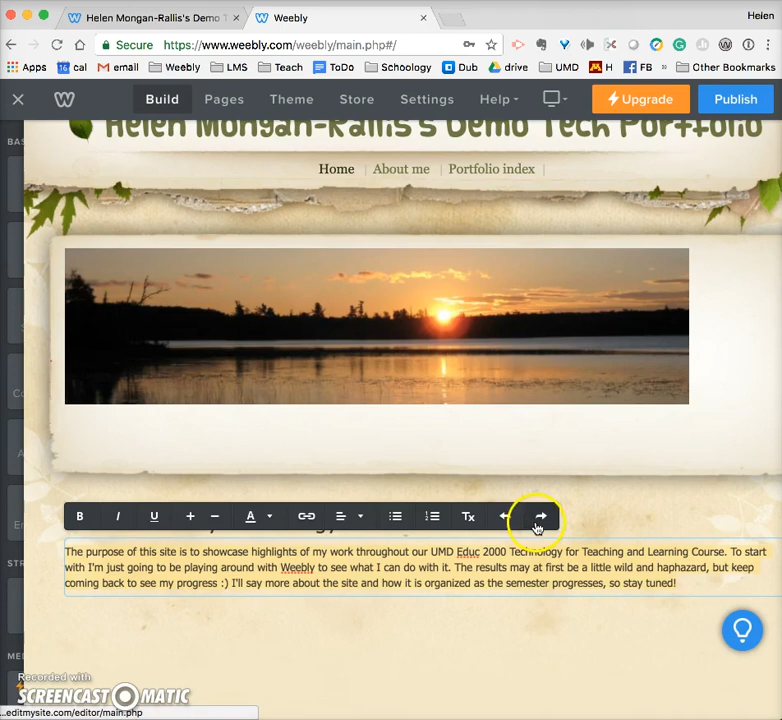 Helen Mongan-Rallis's Demo T
Weebly
Helen
Secure https://www.weebly.com/weebly/main.php#/
Apps 16 cal email Weebly LMS Teach ToDo Schoology Dub drive UMD H FB » Other Bookmarks
Build Pages Theme Store Settings Help Upgrade Publish
BAS
Helen Mongan-Rallis's Demo Tech Portfolio
Home | About me | Portfolio index |
B I U + − A Tx
The purpose of this site is to showcase highlights of my work throughout our UMD Educ 2000 Technology for Teaching and Learning Course. To start
with I'm just going to be playing around with Weebly to see what I can do with it. The results may at first be a little wild and haphazard, but keep
coming back to see my progress :) I'll say more about the site and how it is organized as the semester progresses, so stay tuned!
STR
ME
Recorded with
SCREENCAST MATIC
...editmysite.com/editor/main.php